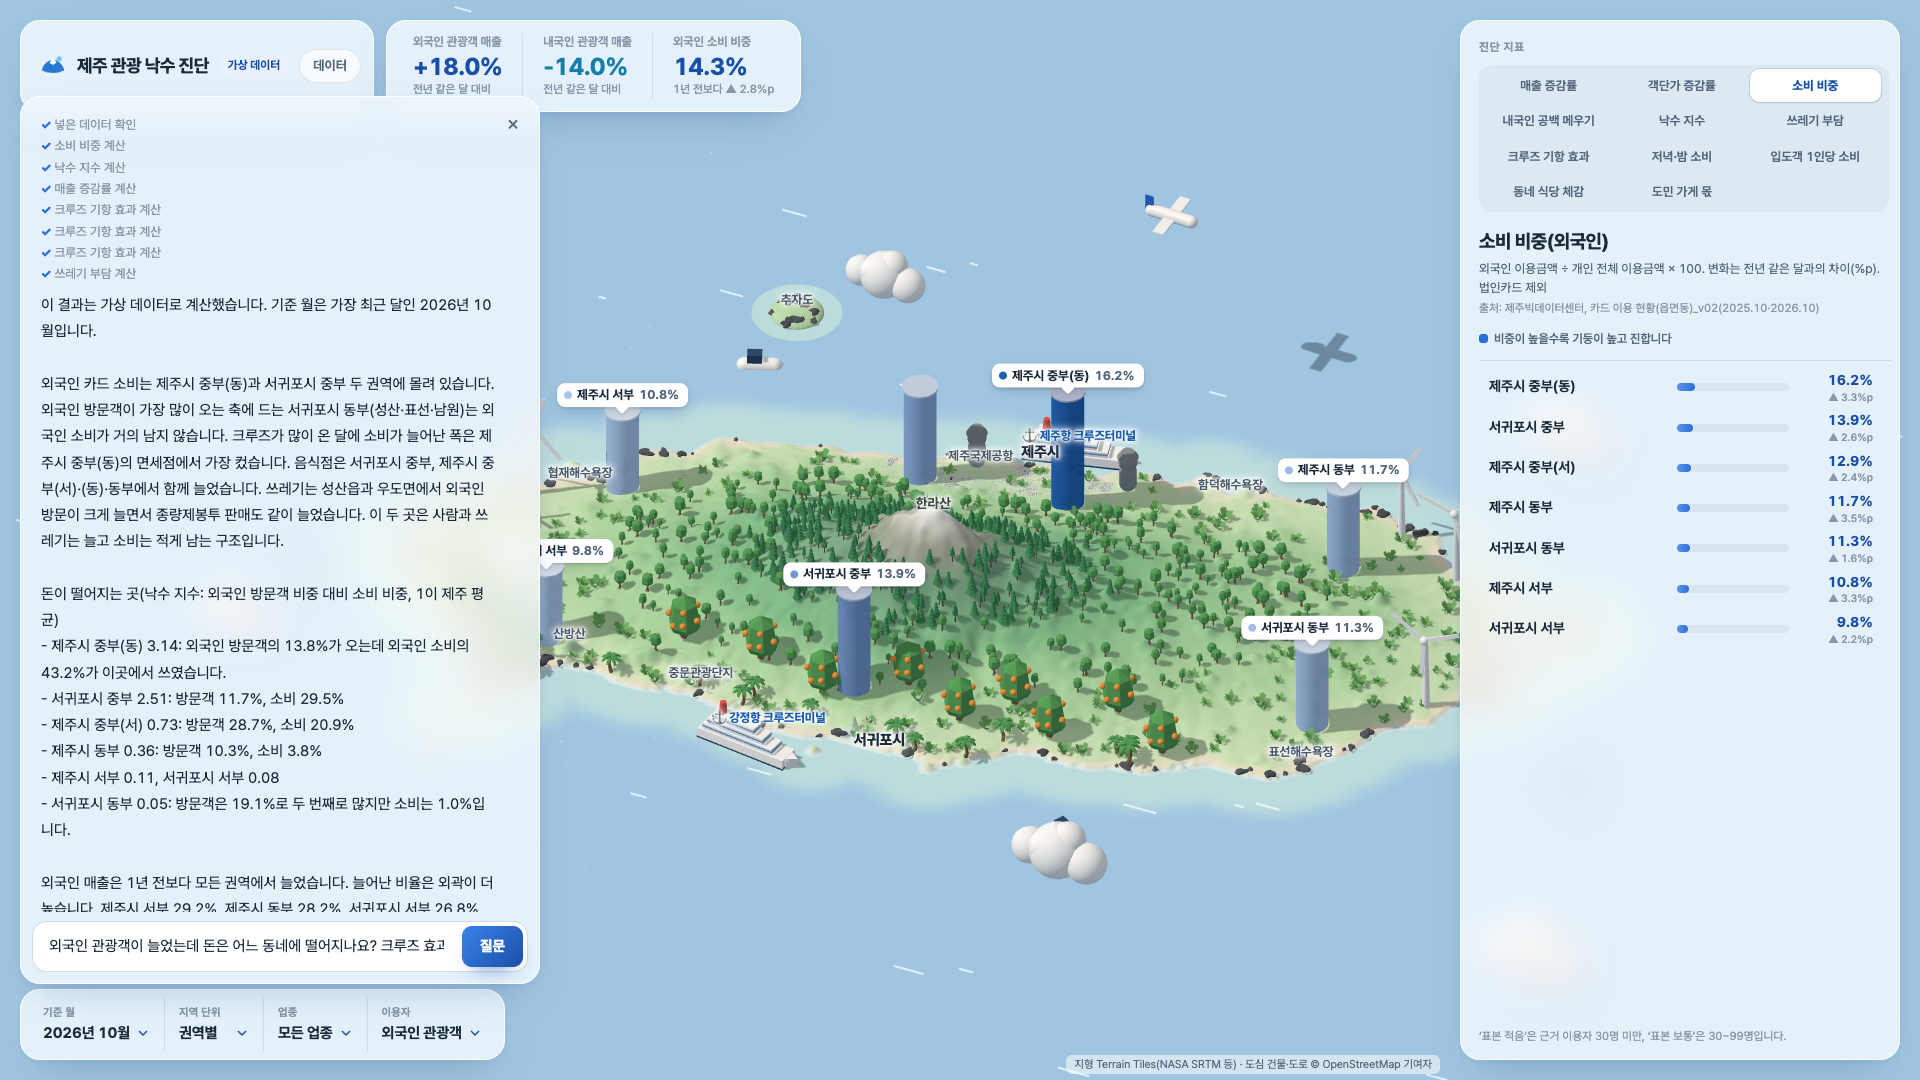 제주 관광 낙수 진단
가상 데이터
데이터
외국인 관광객 매출
+18.0%
전년 같은 달 대비
내국인 관광객 매출
-14.0%
전년 같은 달 대비
외국인 소비 비중
14.3%
1년 전보다 ▲ 2.8%p
✓ 넣은 데이터 확인
✓ 소비 비중 계산
✓ 낙수 지수 계산
✓ 매출 증감률 계산
✓ 크루즈 기항 효과 계산
✓ 크루즈 기항 효과 계산
✓ 크루즈 기항 효과 계산
✓ 쓰레기 부담 계산
이 결과는 가상 데이터로 계산했습니다. 기준 월은 가장 최근 달인 2026년 10
월입니다.
외국인 카드 소비는 제주시 중부(동)과 서귀포시 중부 두 권역에 몰려 있습니다.
외국인 방문객이 가장 많이 오는 축에 드는 서귀포시 동부(성산·표선·남원)는 외
국인 소비가 거의 남지 않습니다. 크루즈가 많이 온 달에 소비가 늘어난 폭은 제
주시 중부(동)의 면세점에서 가장 컸습니다. 음식점은 서귀포시 중부, 제주시 중
부(서)·(동)·동부에서 함께 늘었습니다. 쓰레기는 성산읍과 우도면에서 외국인
방문이 크게 늘면서 종량제봉투 판매도 같이 늘었습니다. 이 두 곳은 사람과 쓰
레기는 늘고 소비는 적게 남는 구조입니다.
돈이 떨어지는 곳(낙수 지수: 외국인 방문객 비중 대비 소비 비중, 1이 제주 평
균)
- 제주시 중부(동) 3.14: 외국인 방문객의 13.8%가 오는데 외국인 소비의
43.2%가 이곳에서 쓰였습니다.
- 서귀포시 중부 2.51: 방문객 11.7%, 소비 29.5%
- 제주시 중부(서) 0.73: 방문객 28.7%, 소비 20.9%
- 제주시 동부 0.36: 방문객 10.3%, 소비 3.8%
- 제주시 서부 0.11, 서귀포시 서부 0.08
- 서귀포시 동부 0.05: 방문객은 19.1%로 두 번째로 많지만 소비는 1.0%입
니다.
외국인 매출은 1년 전보다 모든 권역에서 늘었습니다. 늘어난 비율은 외곽이 더
높습니다. 제주시 서부 29.2%, 제주시 동부 28.2%, 서귀포시 서부 26.8%
외국인 관광객이 늘었는데 돈은 어느 동네에 떨어지나요? 크루즈 효과
질문
기준 월
2026년 10월
지역 단위
권역별
업종
모든 업종
이용자
외국인 관광객
추자도
제주시 서부 10.8%
제주시 중부(동) 16.2%
제주항 크루즈터미널
제주국제공항
제주시
협재해수욕장
제주시 동부 11.7%
함덕해수욕장
한라산
서부 9.8%
서귀포시 중부 13.9%
산방산
서귀포시 동부 11.3%
중문관광단지
강정항 크루즈터미널
서귀포시
표선해수욕장
지형 Terrain Tiles(NASA SRTM 등) · 도심 건물·도로 © OpenStreetMap 기여자
진단 지표
매출 증감률
객단가 증감률
소비 비중
내국인 공백 메우기
낙수 지수
쓰레기 부담
크루즈 기항 효과
저녁·밤 소비
입도객 1인당 소비
동네 식당 체감
도민 가게 몫
소비 비중(외국인)
외국인 이용금액 ÷ 개인 전체 이용금액 × 100. 변화는 전년 같은 달과의 차이(%p).
법인카드 제외
출처: 제주빅데이터센터, 카드 이용 현황(읍면동)_v02(2025.10·2026.10)
비중이 높을수록 기둥이 높고 진합니다
제주시 중부(동) 16.2%
▲ 3.3%p
서귀포시 중부 13.9%
▲ 2.6%p
제주시 중부(서) 12.9%
▲ 2.4%p
제주시 동부 11.7%
▲ 3.5%p
서귀포시 동부 11.3%
▲ 1.6%p
제주시 서부 10.8%
▲ 3.3%p
서귀포시 서부 9.8%
▲ 2.2%p
'표본 적음'은 근거 이용자 30명 미만, '표본 보통'은 30~99명입니다.